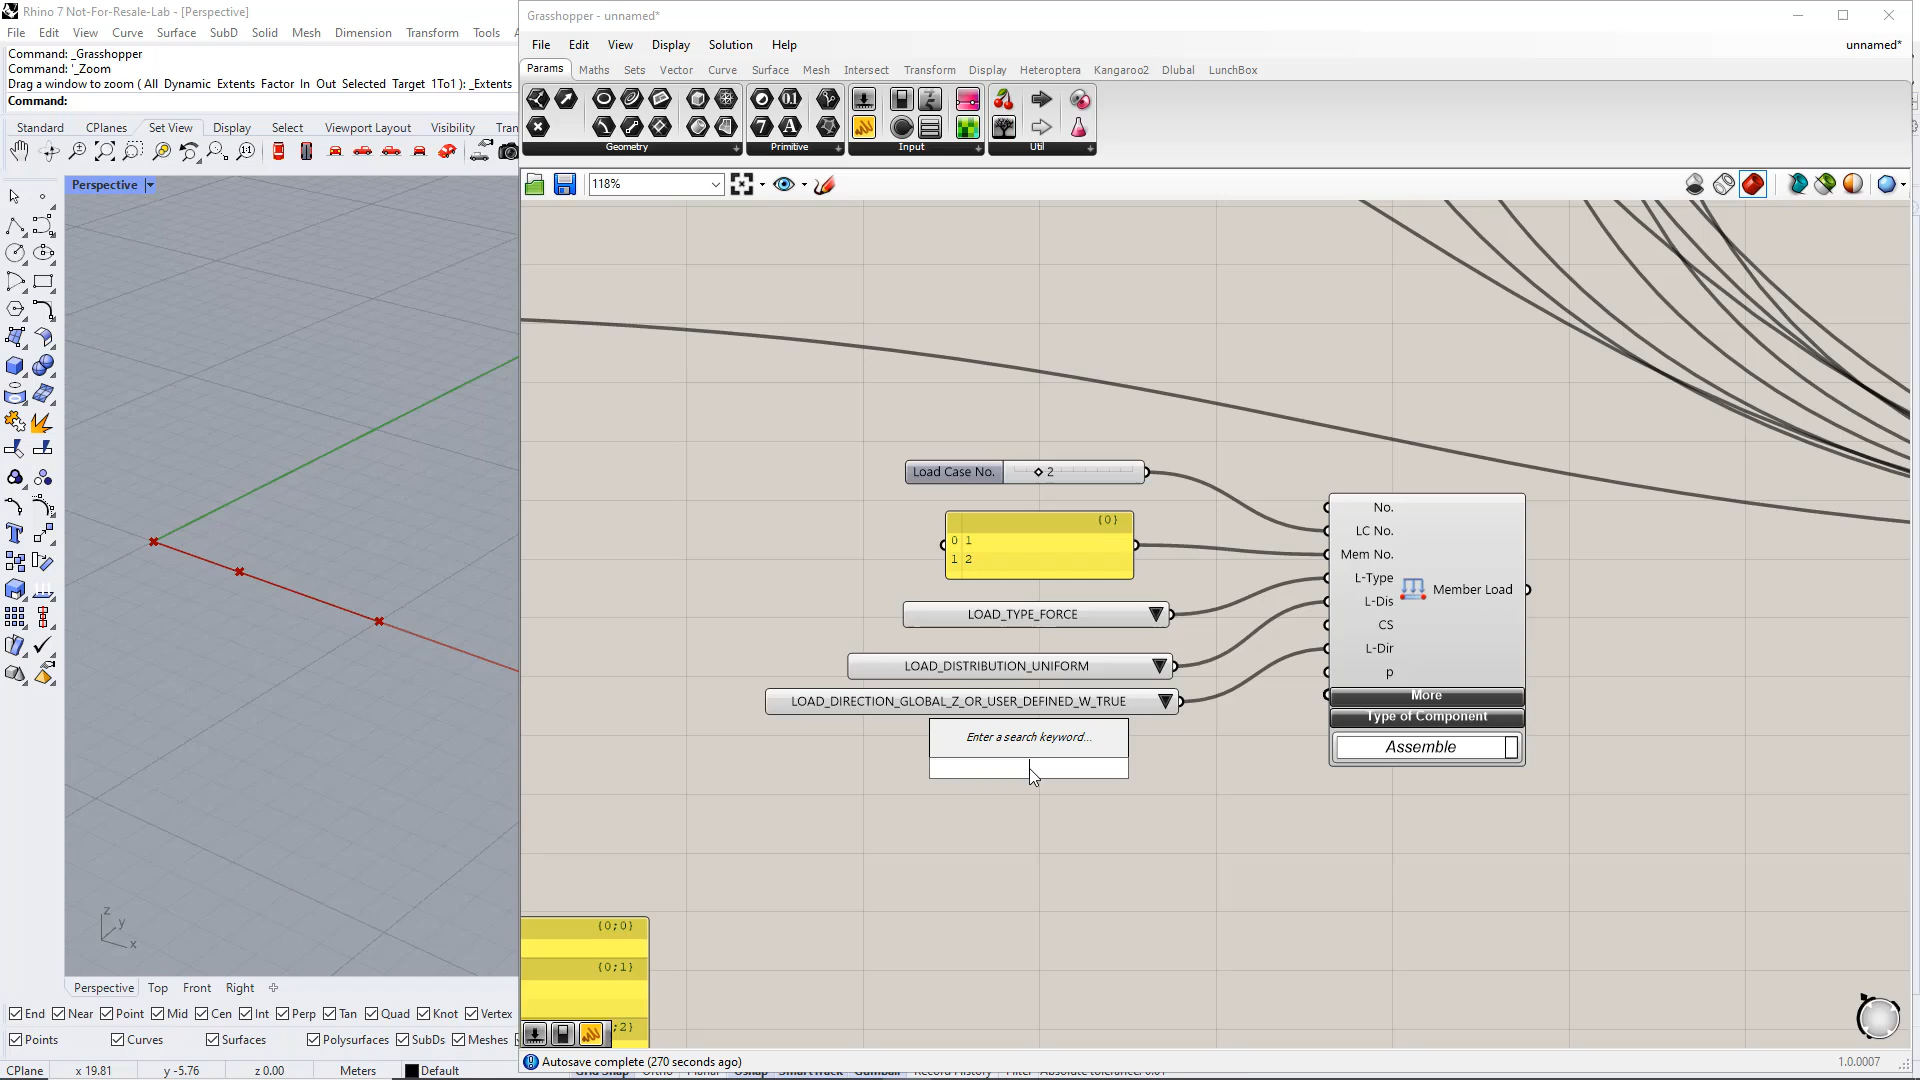 Rhino 7 Not-For-Resale-Lab - [Perspective]
File Edit View Curve Surface SubD Solid Mesh Dimension Transform Tools
Command: _Grasshopper
Command: '_Zoom
Drag a window to zoom ( All Dynamic Extents Factor In Out Selected Target 1To1 ): _Extents
Command:
Standard CPlanes Set View Display Select Viewport Layout Visibility Tran
Perspective
z
y
x
Perspective Top Front Right
End Near Point Mid Cen Int Perp Tan Quad Knot Vertex
Points Curves Surfaces Polysurfaces SubDs Meshes
CPlane x 19.81 y -5.76 z 0.00 Meters Default
Grasshopper - unnamed*
File Edit View Display Solution Help unnamed*
Params Maths Sets Vector Curve Surface Mesh Intersect Transform Display Heteroptera Kangaroo2 Dlubal LunchBox
Geometry Primitive Input Util
118%
Load Case No. 2
{0}
0 1
1 2
LOAD_TYPE_FORCE
LOAD_DISTRIBUTION_UNIFORM
LOAD_DIRECTION_GLOBAL_Z_OR_USER_DEFINED_W_TRUE
Enter a search keyword...
No.
LC No.
Mem No.
L-Type
L-Dis
CS
L-Dir
p
Member Load
More
Type of Component
Assemble
{0;0}
{0;1}
;2}
Autosave complete (270 seconds ago) 1.0.0007